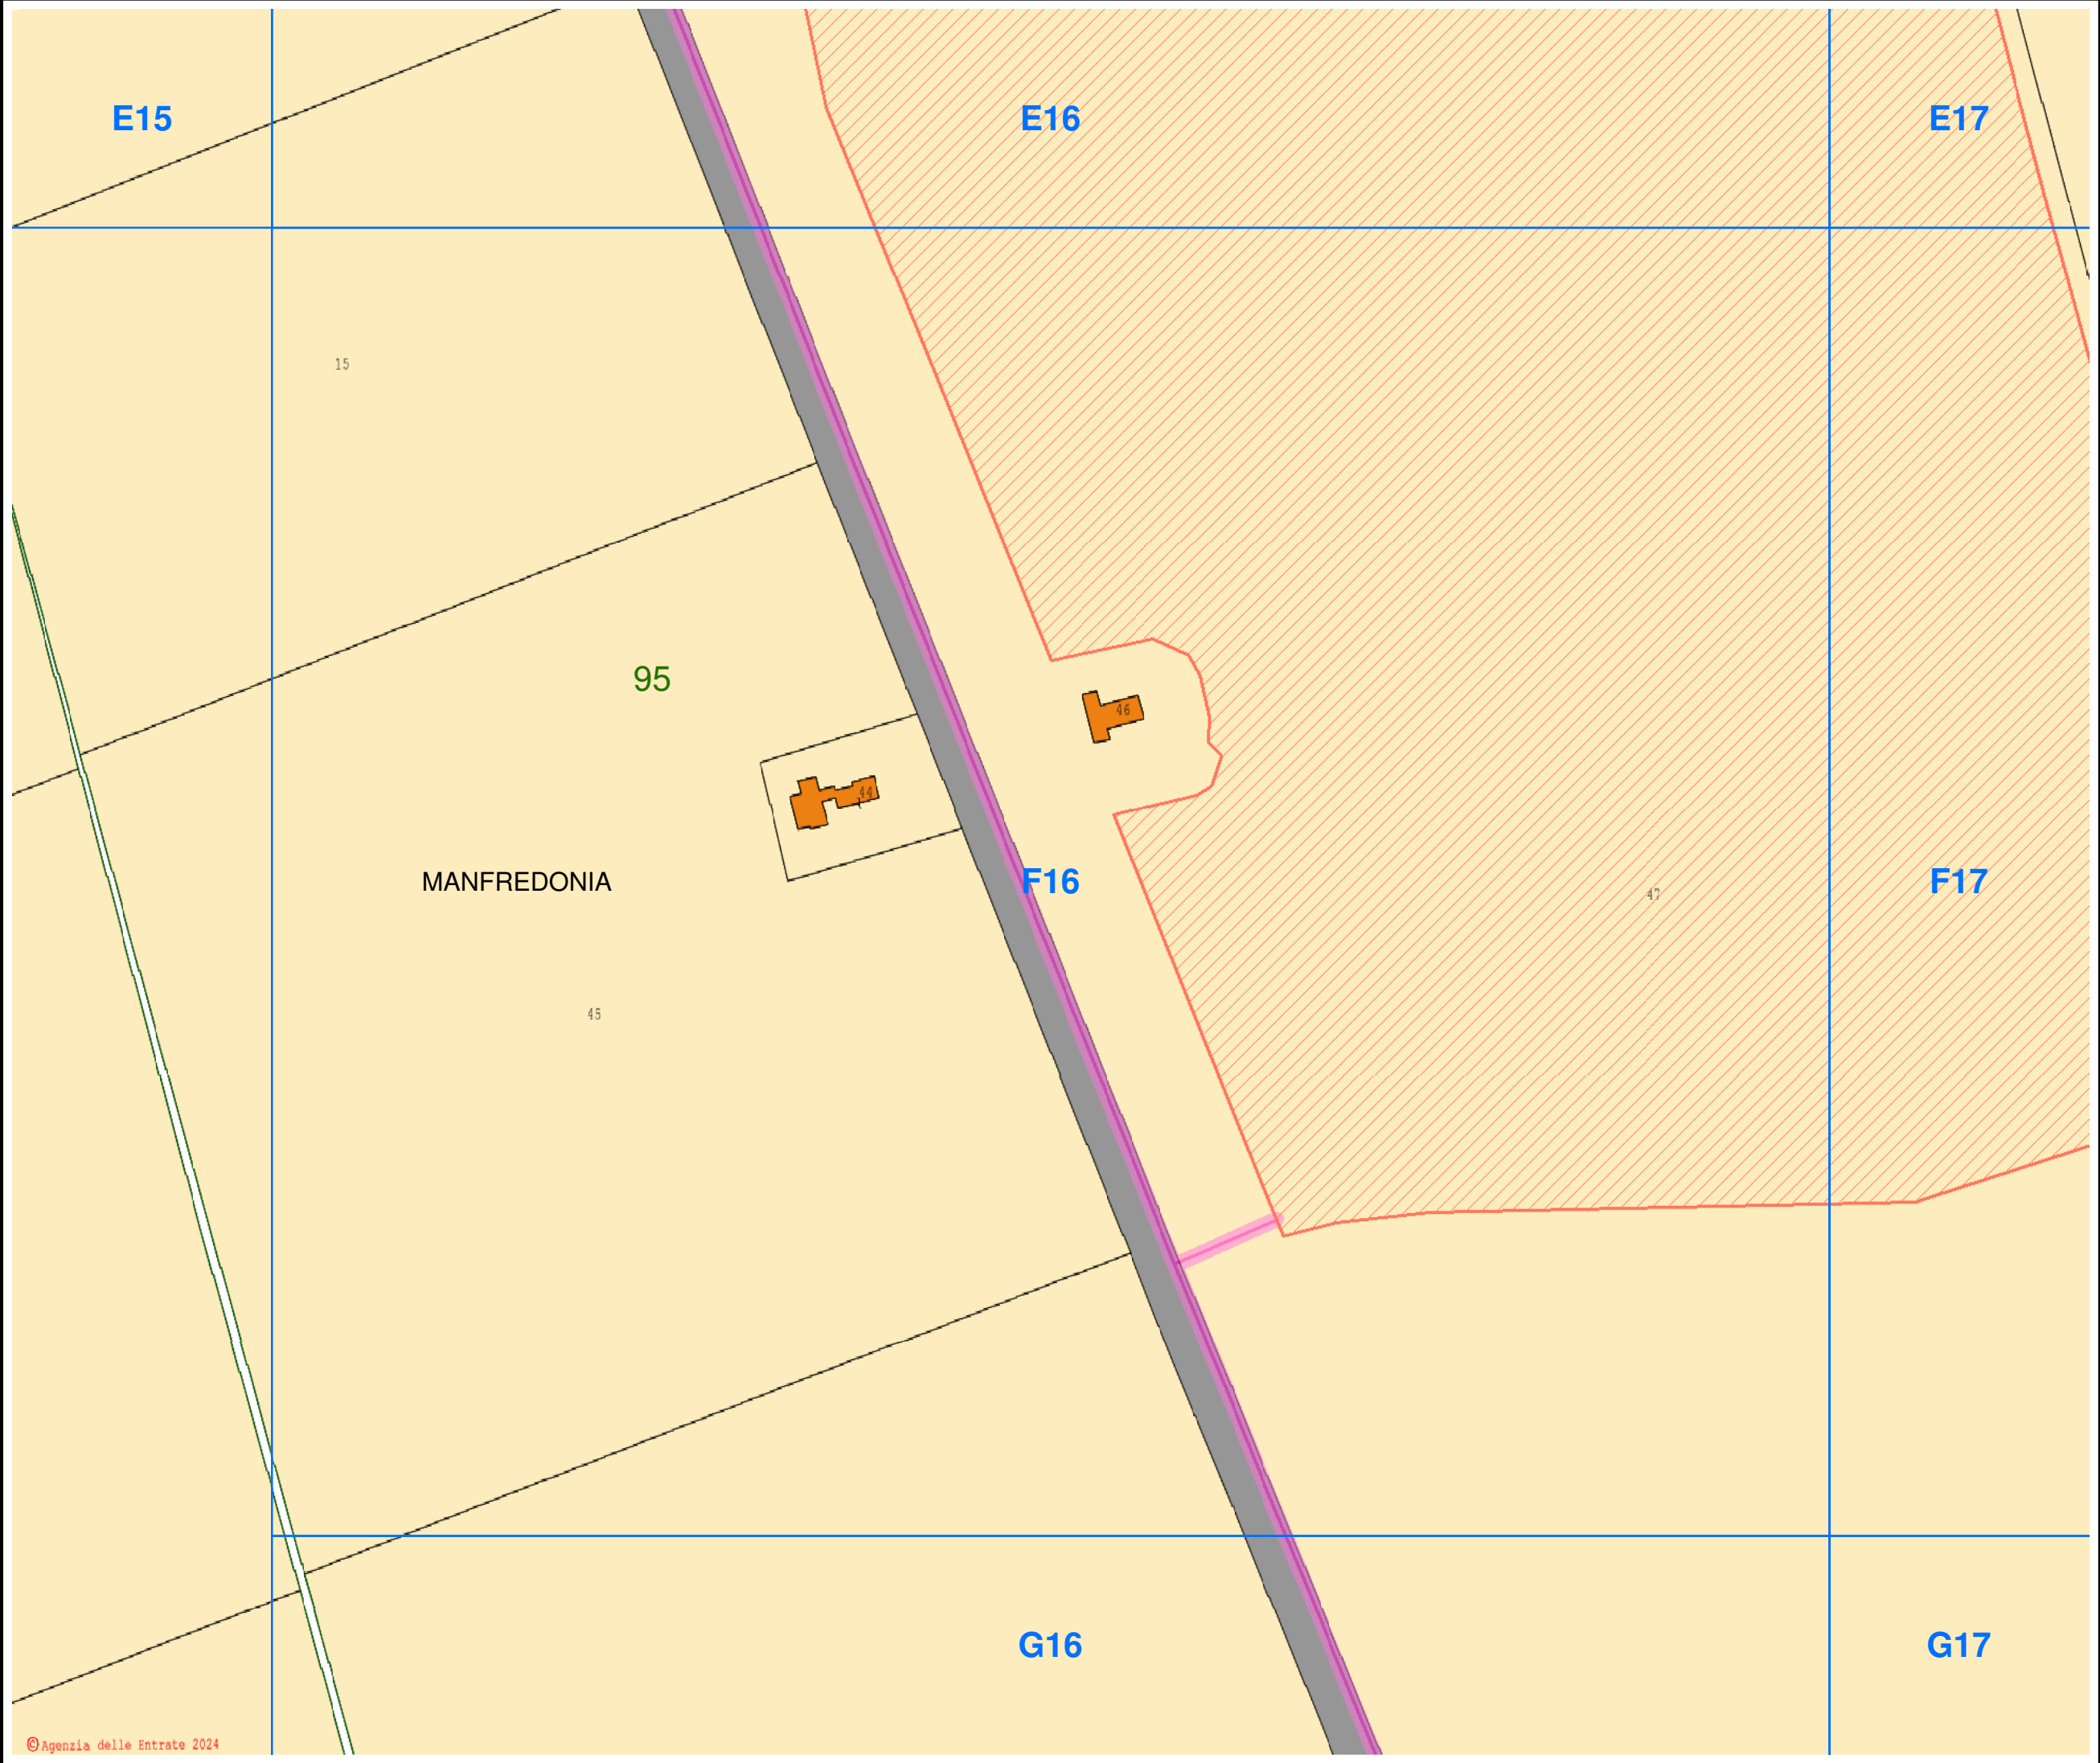 E15
E16
E17
15
95
46
44
MANFREDONIA
F16
F17
47
45
G16
G17
©Agenzia delle Entrate 2024